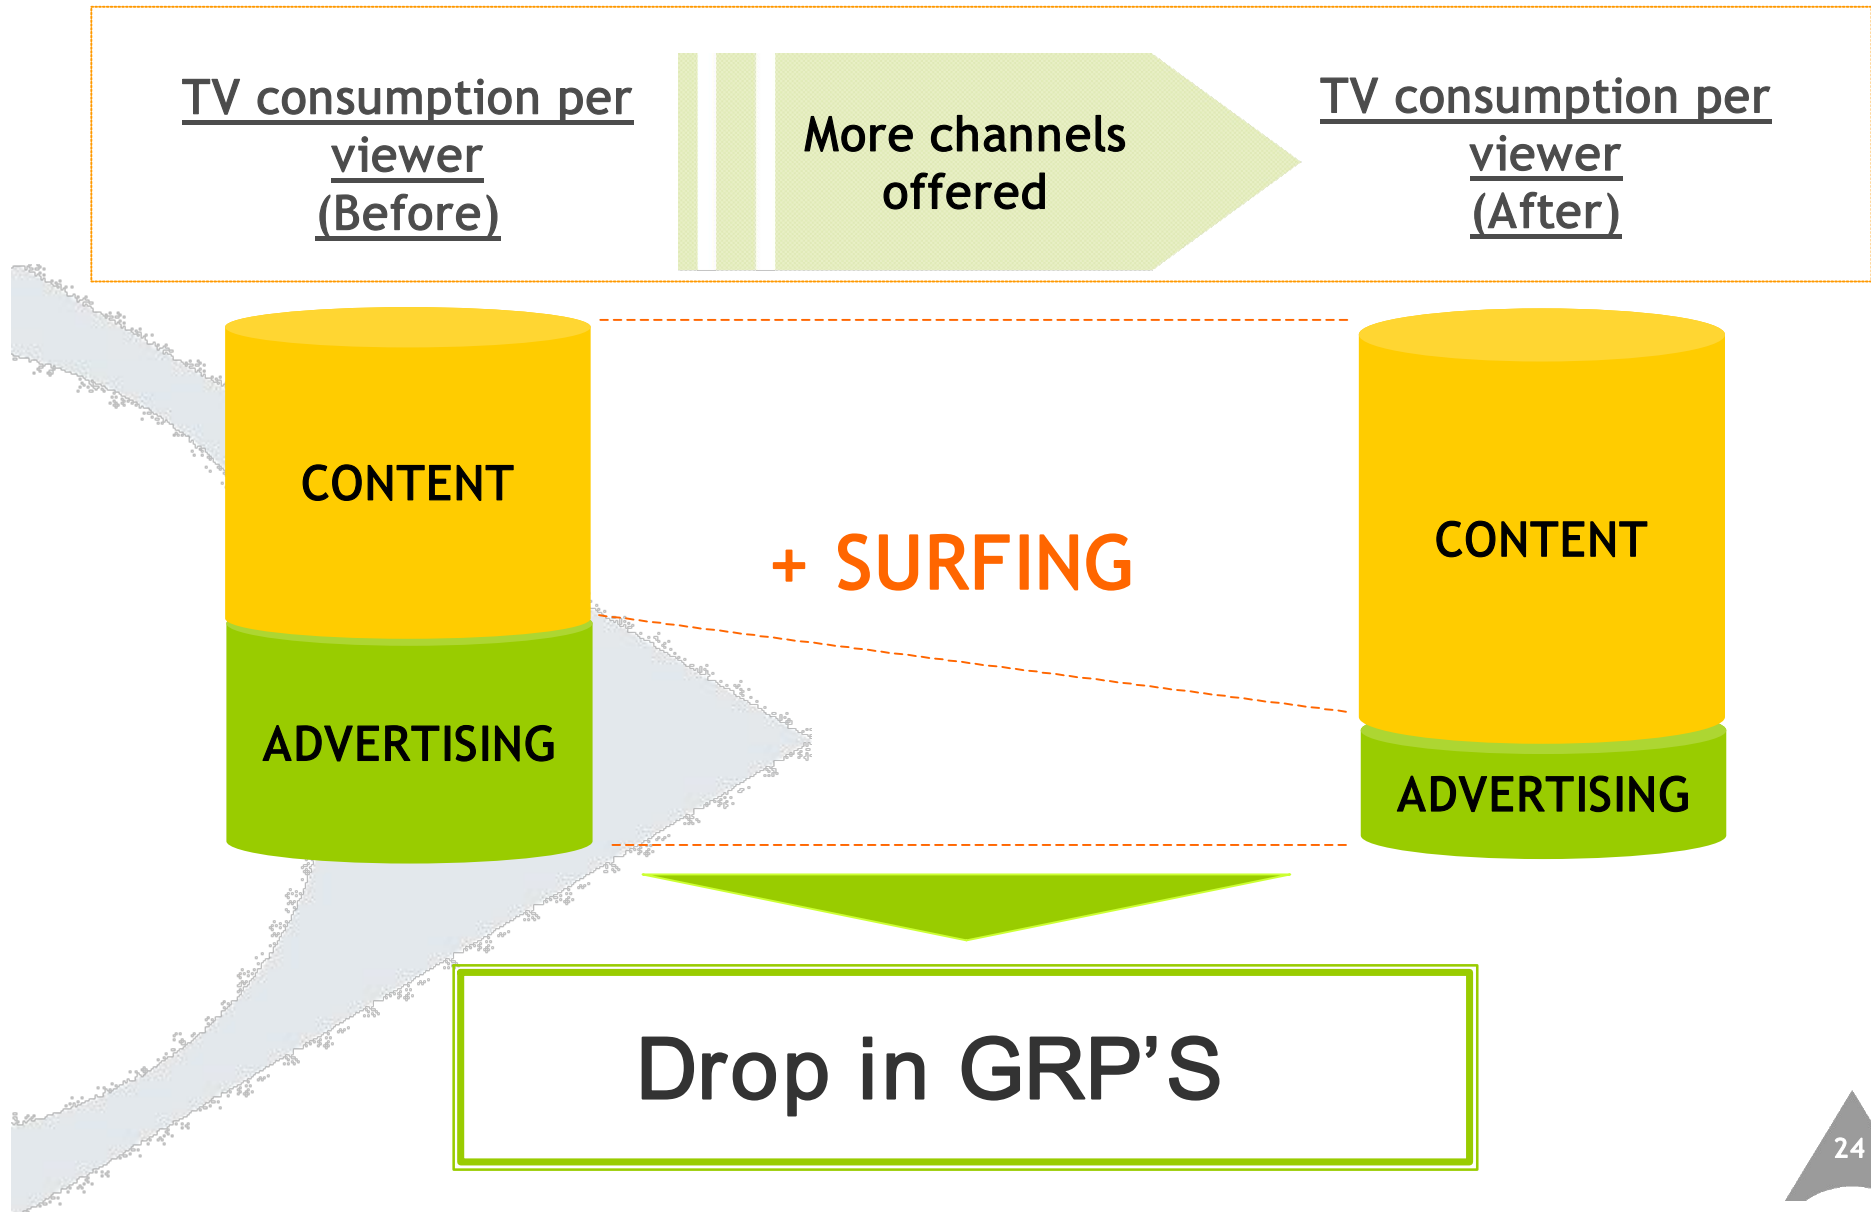 TV consumption per
viewer
(Before)
More channels
offered
TV consumption per
viewer
(After)
CONTENT
ADVERTISING
+ SURFING
CONTENT
ADVERTISING
Drop in GRP’S
24